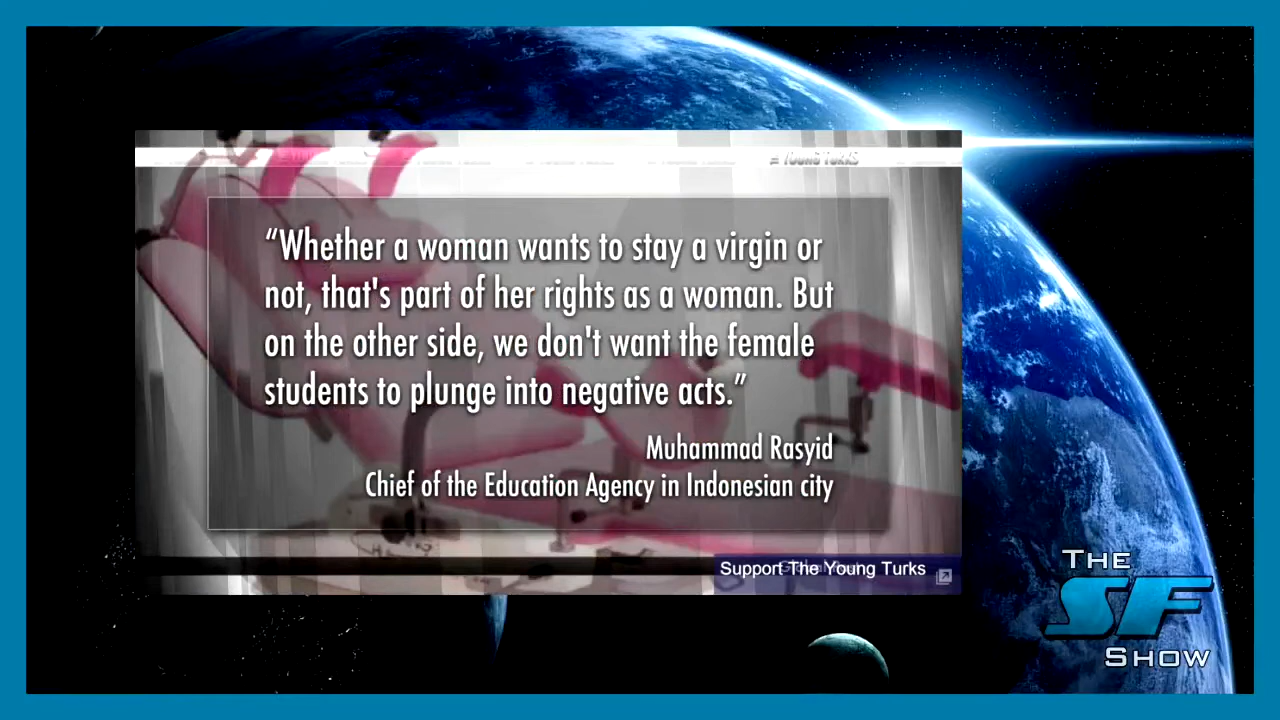 YOUNG TURKS
“Whether a woman wants to stay a virgin or
not, that's part of her rights as a woman. But
on the other side, we don't want the female
students to plunge into negative acts.”
Muhammad Rasyid
Chief of the Education Agency in Indonesian city
Support The Young Turks
THE
SF
SHOW